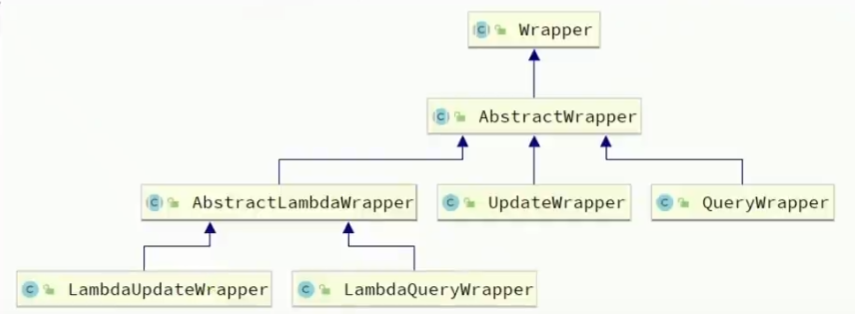 Wrapper
AbstractWrapper
AbstractLambdaWrapper
UpdateWrapper
QueryWrapper
LambdaUpdateWrapper
LambdaQueryWrapper